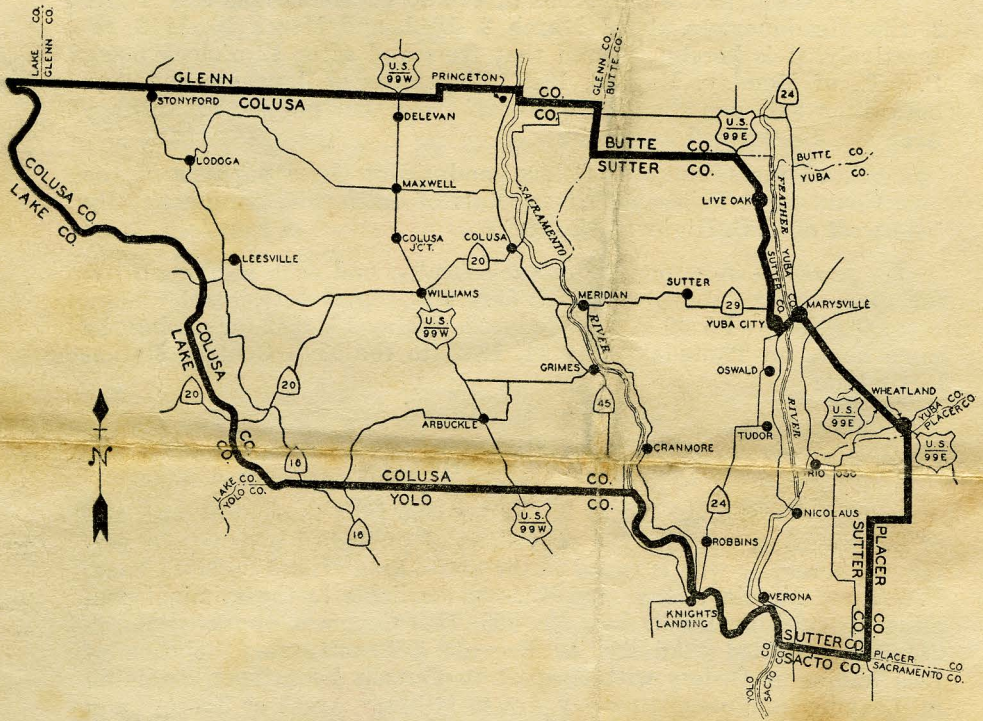 LAKE CO.
GLENN CO.
GLENN CO.
BUTTE CO.
U.S.
99W
PRINCETON
24
GLENN CO.
COLUSA CO.
STONYFORD
DELEVAN
U.S.
99E
BUTTE CO.
SUTTER CO.
BUTTE CO.
YUBA CO.
LODOGA
MAXWELL
COLUSA CO.
LAKE CO.
LIVE OAK
FEATHER
SACRAMENTO
COLUSA
J'C'T.
COLUSA
20
LEESVILLE
SUTTER CO.
YUBA CO.
WILLIAMS
MERIDIAN
SUTTER
29
MARYSVILLE
YUBA CITY
U.S.
99W
RIVER
COLUSA
LAKE
GRIMES
OSWALD
20
20
45
WHEATLAND
ARBUCKLE
RIVER
U.S.
99E
YUBA CO.
PLACER CO.
TUDOR
U.S.
99E
CO.
CO.
CRANMORE
16
RIO OSO
COLUSA CO.
YOLO CO.
LAKE CO.
YOLO CO.
N
24
NICOLAUS
U.S.
99W
16
ROBBINS
PLACER CO.
SUTTER CO.
VERONA
KNIGHTS
LANDING
SUTTER CO.
SACTO CO.
PLACER CO
SACRAMENTO CO.
YOLO CO
SACTO CO